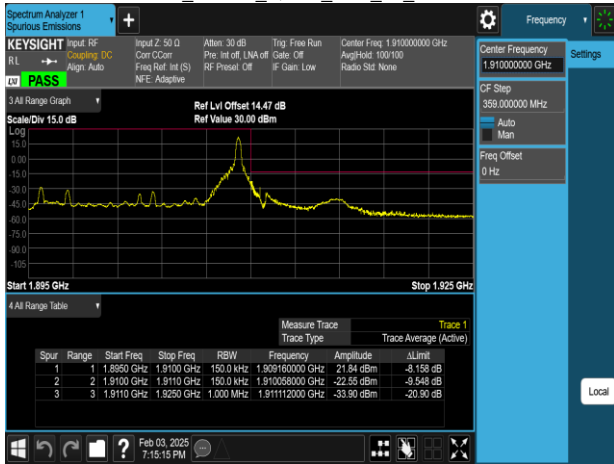 Spectrum Analyzer 1
Spurious Emissions
Frequency
KEYSIGHT
RL
PASS
Input: RF
Coupling: DC
Align: Auto
Input Z: 50 Ω
Corr CCorr
Freq Ref: Int (S)
NFE: Adaptive
Atten: 30 dB
Pre: Int off, LNA off
RF Preset: Off
Trig: Free Run
Gate: Off
IF Gain: Low
Center Freq: 1.910000000 GHz
Avg|Hold: 100/100
Radio Std: None
Center Frequency
1.910000000 GHz
Settings
CF Step
359.000000 MHz
Auto
Man
Freq Offset
0 Hz
3 All Range Graph
Scale/Div 15.0 dB
Ref Lvl Offset 14.47 dB
Ref Value 30.00 dBm
Log
15.0
0.00
-15.0
-30.0
-45.0
-60.0
-75.0
-90.0
-105
Start 1.895 GHz
Stop 1.925 GHz
4 All Range Table
Measure Trace Trace 1
Trace Type Trace Average (Active)
Spur Range Start Freq Stop Freq RBW Frequency Amplitude ΔLimit
1 1 1.8950 GHz 1.9100 GHz 150.0 kHz 1.909160000 GHz 21.84 dBm -8.158 dB
2 2 1.9100 GHz 1.9110 GHz 150.0 kHz 1.910058000 GHz -22.55 dBm -9.548 dB
3 3 1.9110 GHz 1.9250 GHz 1.000 MHz 1.911112000 GHz -33.90 dBm -20.90 dB
Local
Feb 03, 2025
7:15:15 PM